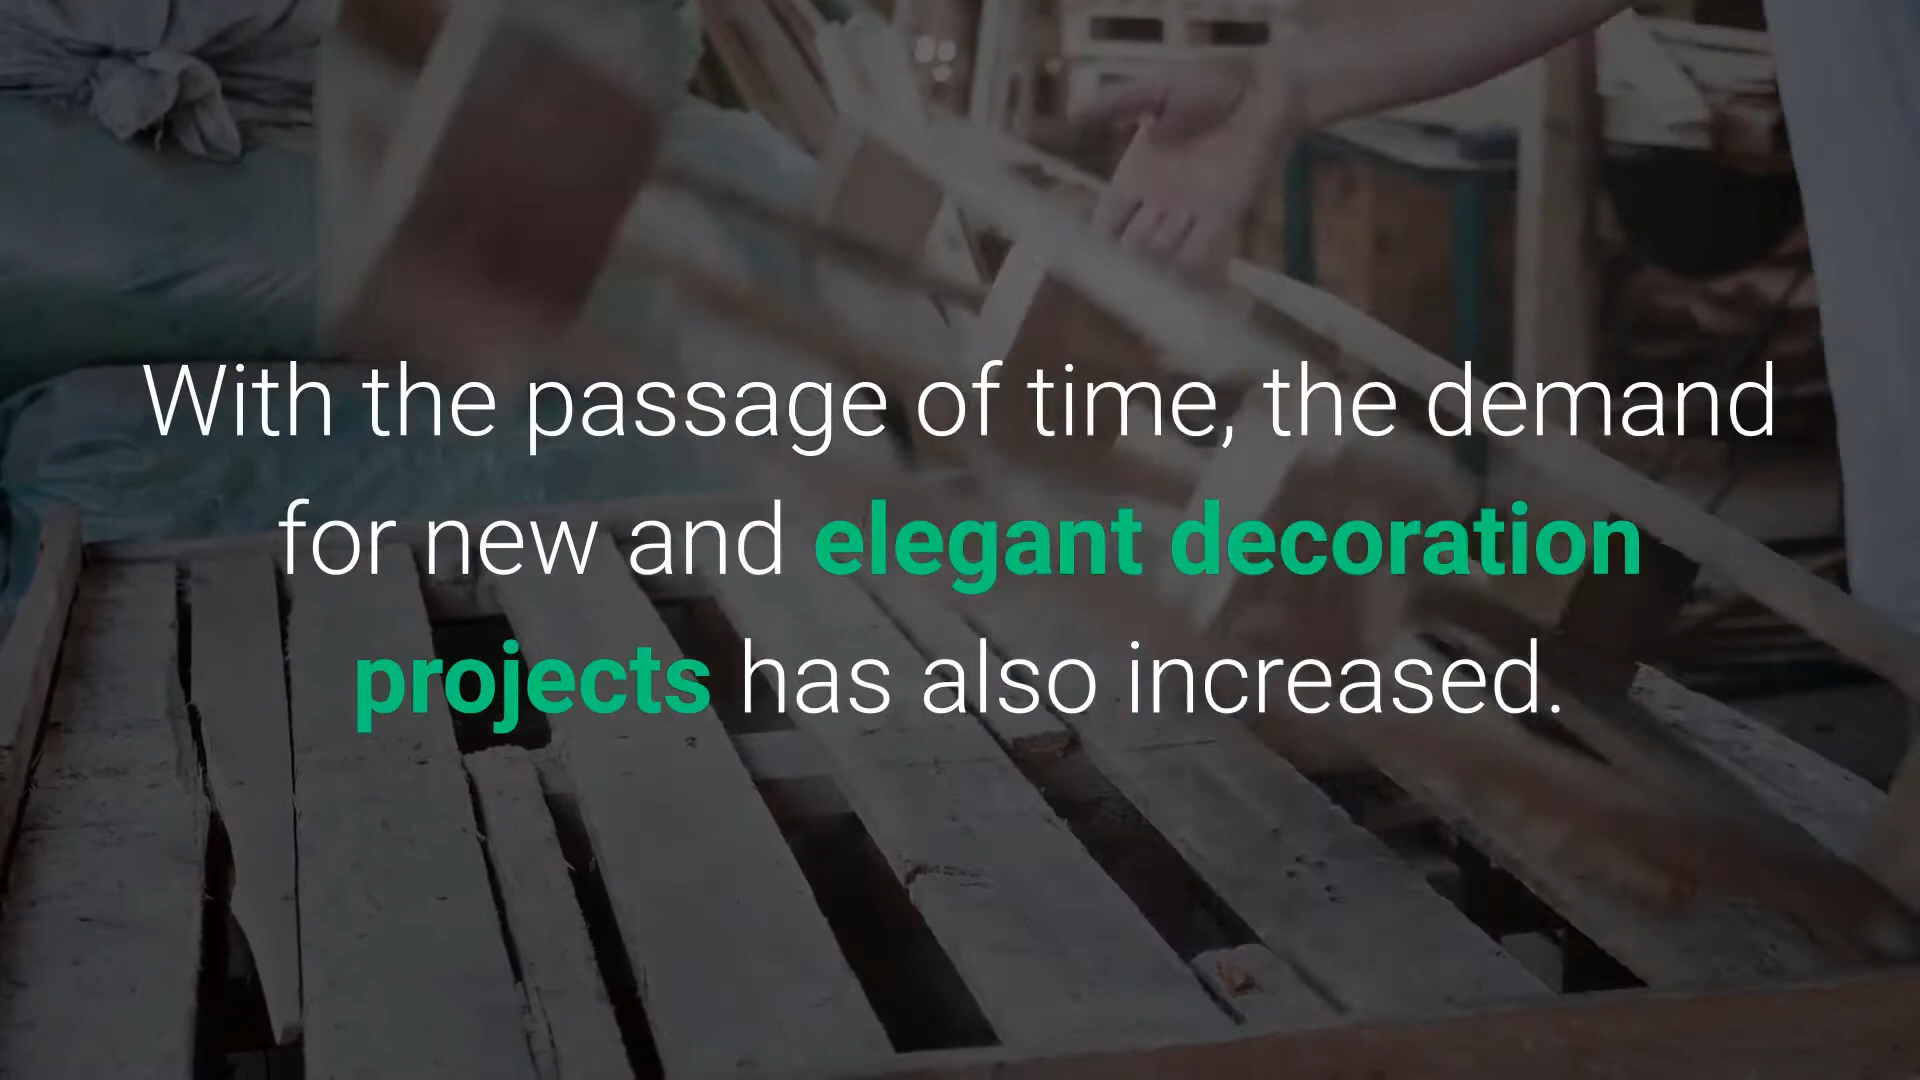 With the passage of time, the demand
for new and elegant decoration
projects has also increased.